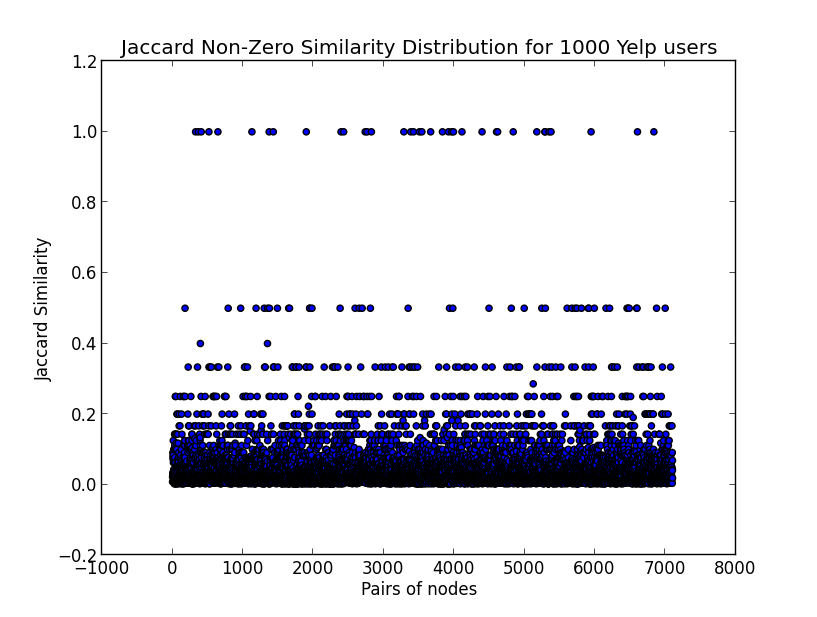 Jaccard Non-Zero Similarity Distribution for 1000 Yelp users
1.2
1.0
0.8
0.6
0.4
0.2
0.0
−0.2
Jaccard Similarity
−1000 0 1000 2000 3000 4000 5000 6000 7000 8000
Pairs of nodes